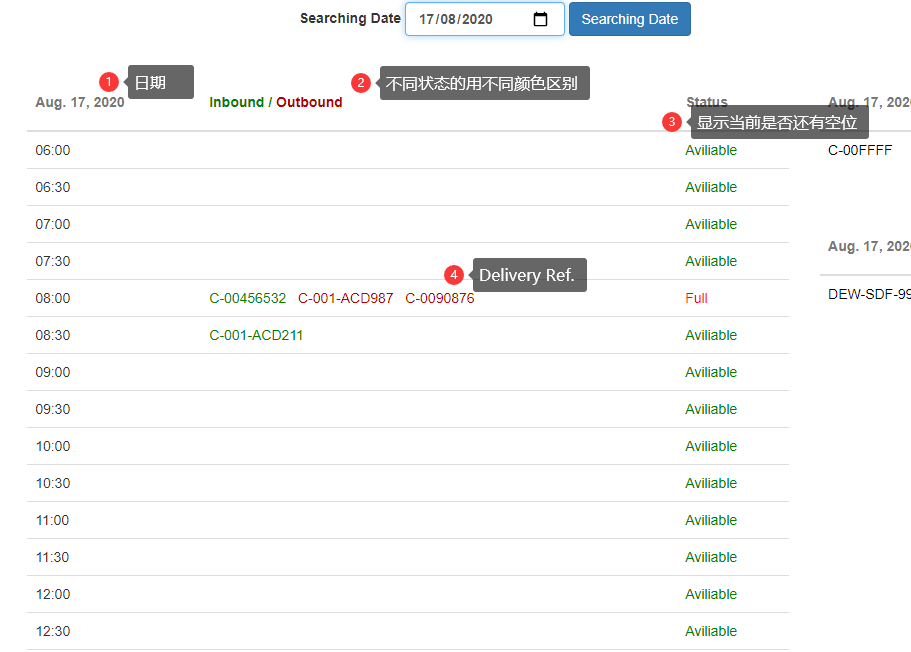 Searching Date 17/08/2020 Searching Date
1 日期 2 不同状态的用不同颜色区别
Aug. 17, 2020 Inbound / Outbound Status Aug. 17, 202
3 显示当前是否还有空位
06:00 Aviliable C-00FFFF
06:30 Aviliable
07:00 Aviliable
Aug. 17, 202
07:30 Aviliable
4 Delivery Ref.
08:00 C-00456532 C-001-ACD987 C-0090876 Full DEW-SDF-99
08:30 C-001-ACD211 Aviliable
09:00 Aviliable
09:30 Aviliable
10:00 Aviliable
10:30 Aviliable
11:00 Aviliable
11:30 Aviliable
12:00 Aviliable
12:30 Aviliable